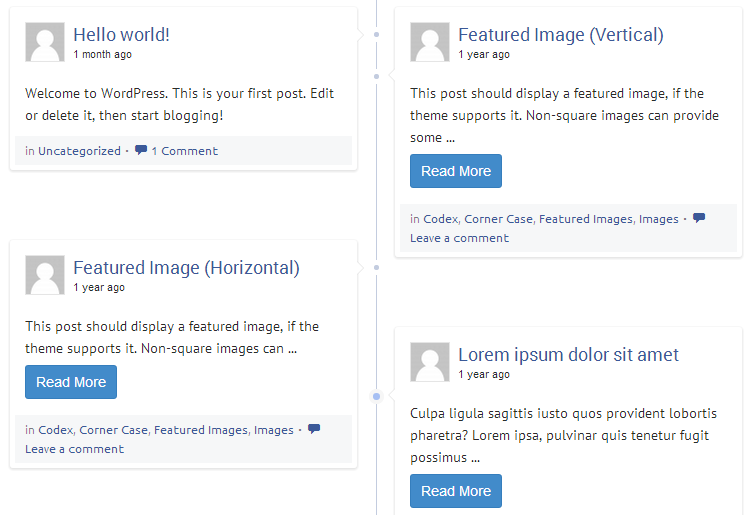 Hello world!
1 month ago
Welcome to WordPress. This is your first post. Edit
or delete it, then start blogging!
in Uncategorized · 1 Comment
Featured Image (Vertical)
1 year ago
This post should display a featured image, if the
theme supports it. Non-square images can provide
some ...
Read More
in Codex, Corner Case, Featured Images, Images ·
Leave a comment
Featured Image (Horizontal)
1 year ago
This post should display a featured image, if the
theme supports it. Non-square images can ...
Read More
in Codex, Corner Case, Featured Images, Images ·
Leave a comment
Lorem ipsum dolor sit amet
1 year ago
Culpa ligula sagittis iusto quos provident lobortis
pharetra? Lorem ipsa, pulvinar quis tenetur fugit
possimus ...
Read More